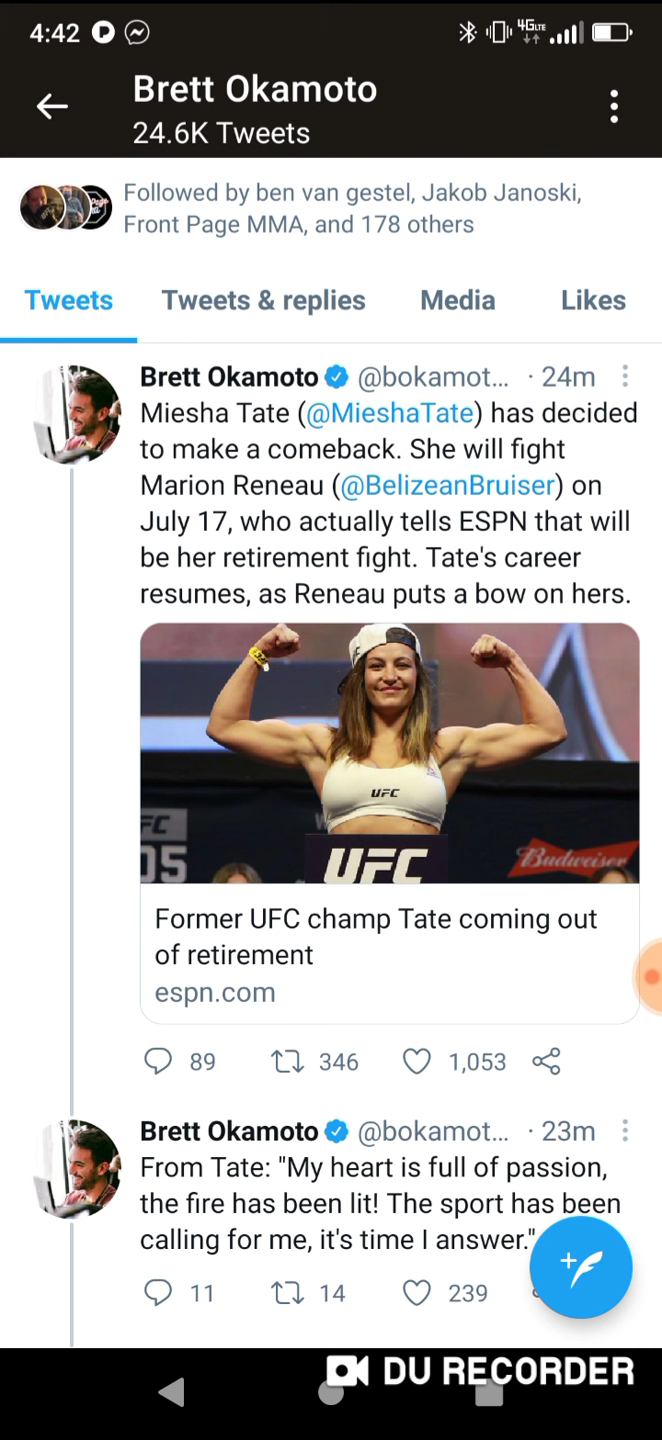 4:42
4G LTE
Brett Okamoto
24.6K Tweets
Followed by ben van gestel, Jakob Janoski,
Front Page MMA, and 178 others
Tweets Tweets & replies Media Likes
Brett Okamoto @bokamot... · 24m
Miesha Tate (@MieshaTate) has decided
to make a comeback. She will fight
Marion Reneau (@BelizeanBruiser) on
July 17, who actually tells ESPN that will
be her retirement fight. Tate's career
resumes, as Reneau puts a bow on hers.
UFC
FC
05
UFC
Budweiser
Former UFC champ Tate coming out
of retirement
espn.com
89 346 1,053
Brett Okamoto @bokamot... · 23m
From Tate: "My heart is full of passion,
the fire has been lit! The sport has been
calling for me, it's time I answer."
11 14 239
DU RECORDER